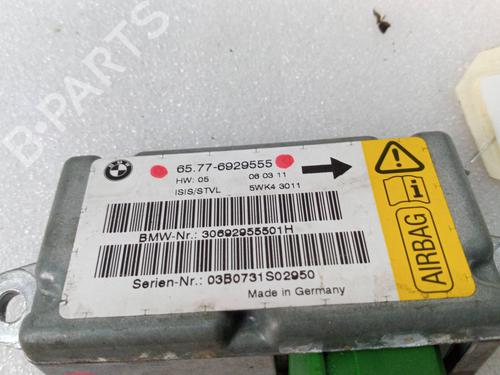 B-PARTS
65.77-6929555
HW: 05 06 03 11
ISIS/STVL 5WK4 3011
BMW-Nr.: 30692955501H
Serien-Nr.: 03B0731S02950
Made in Germany
AIRBAG